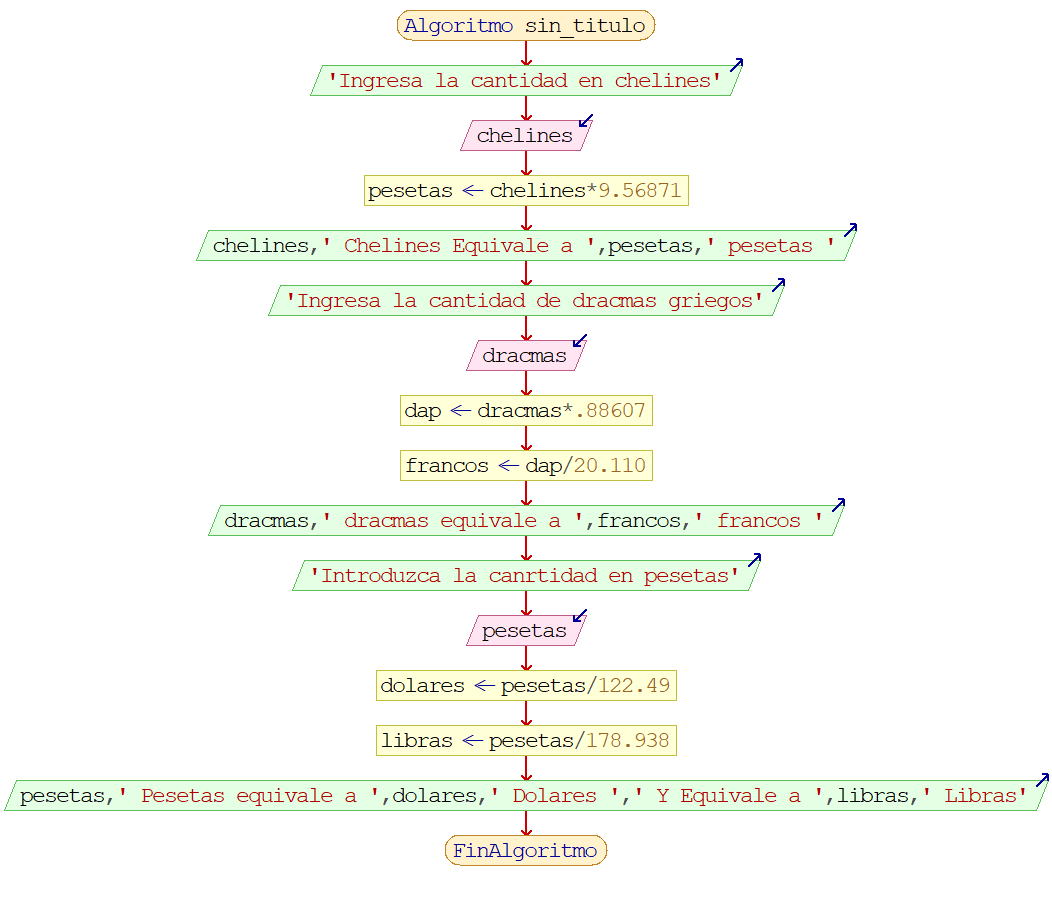 Algoritmo sin_titulo
'Ingresa la cantidad en chelines'
chelines
pesetas ← chelines*9.56871
chelines,' Chelines Equivale a ',pesetas,' pesetas '
'Ingresa la cantidad de dracmas griegos'
dracmas
dap ← dracmas*.88607
francos ← dap/20.110
dracmas,' dracmas equivale a ',francos,' francos '
'Introduzca la canrtidad en pesetas'
pesetas
dolares ← pesetas/122.49
libras ← pesetas/178.938
pesetas,' Pesetas equivale a ',dolares,' Dolares ',' Y Equivale a ',libras,' Libras'
FinAlgoritmo